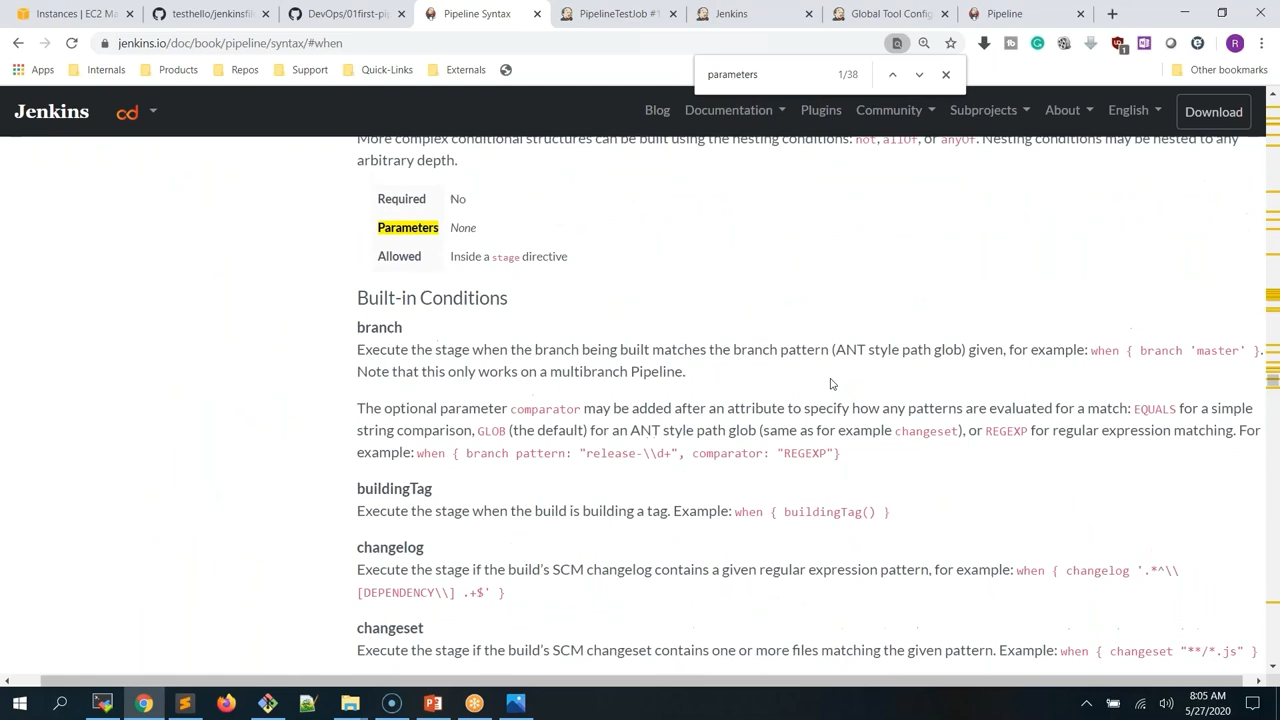 Instances | EC2 Ma
testhello/jenkinsfil
DevOps/01first-pip
Pipeline Syntax
PipelineTestJob #1
Jenkins
Global Tool Config
Pipeline
jenkins.io/doc/book/pipeline/syntax/#when
Apps
Internals
Products
Repos
Support
Quick-Links
Externals
Other bookmarks
parameters 1/38
Jenkins
cd
Blog
Documentation
Plugins
Community
Subprojects
About
English
Download
More complex conditional structures can be built using the nesting conditions: not, allOf, or anyOf. Nesting conditions may be nested to any
arbitrary depth.
Required No
Parameters None
Allowed Inside a stage directive
Built-in Conditions
branch
Execute the stage when the branch being built matches the branch pattern (ANT style path glob) given, for example: when { branch 'master' }.
Note that this only works on a multibranch Pipeline.
The optional parameter comparator may be added after an attribute to specify how any patterns are evaluated for a match: EQUALS for a simple
string comparison, GLOB (the default) for an ANT style path glob (same as for example changeset), or REGEXP for regular expression matching. For
example: when { branch pattern: "release-\\d+", comparator: "REGEXP"}
buildingTag
Execute the stage when the build is building a tag. Example: when { buildingTag() }
changelog
Execute the stage if the build's SCM changelog contains a given regular expression pattern, for example: when { changelog '.*^\\
[DEPENDENCY\\] .+$' }
changeset
Execute the stage if the build's SCM changeset contains one or more files matching the given pattern. Example: when { changeset "**/*.js" }
8:05 AM
5/27/2020